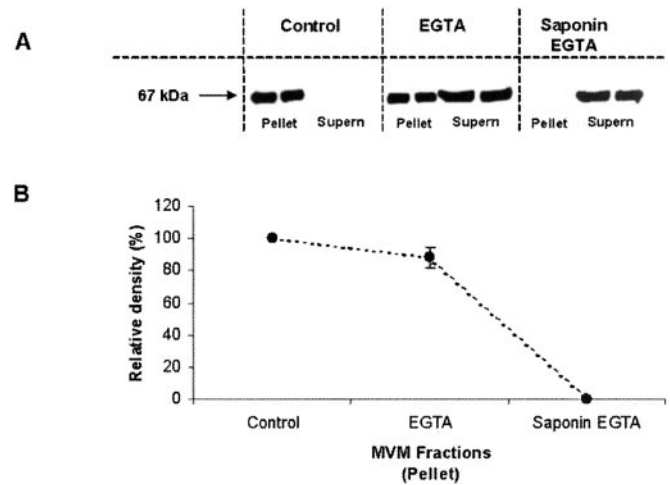 A
Control
EGTA
Saponin
EGTA
67 kDa
Pellet Supern Pellet Supern Pellet Supern
B
Relative density (%)
120
100
80
60
40
20
0
Control EGTA Saponin EGTA
MVM Fractions
(Pellet)